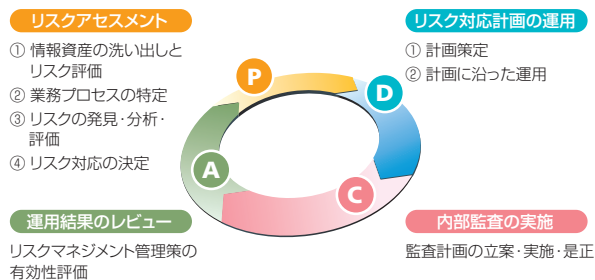 リスクアセスメント
① 情報資産の洗い出しと
リスク評価
② 業務プロセスの特定
③ リスクの発見・分析・
評価
④ リスク対応の決定
リスク対応計画の運用
① 計画策定
② 計画に沿った運用
P
D
A
C
運用結果のレビュー
リスクマネジメント管理策の
有効性評価
内部監査の実施
監査計画の立案・実施・是正